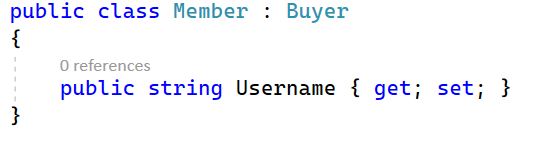 public class Member : Buyer
{
0 references
public string Username { get; set; }
}